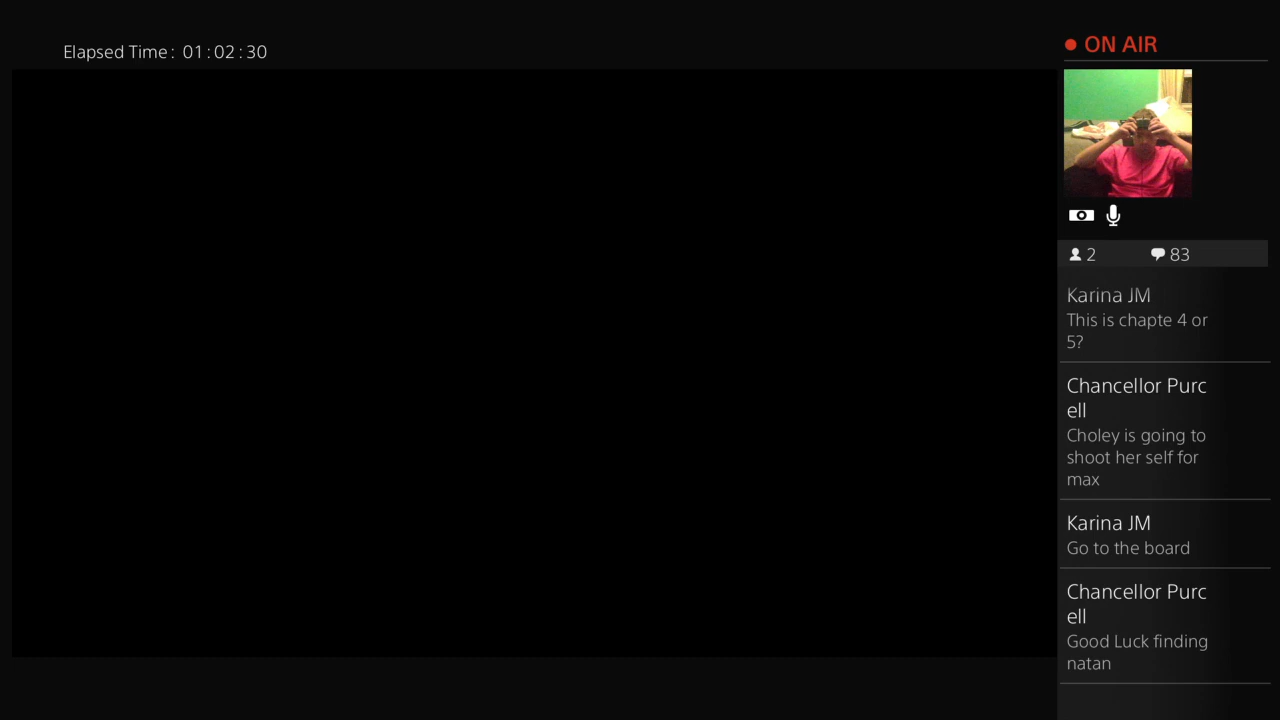 Elapsed Time: 01:02:30
ON AIR
2 83
Karina JM
This is chapte 4 or
5?
Chancellor Purc
ell
Choley is going to
shoot her self for
max
Karina JM
Go to the board
Chancellor Purc
ell
Good Luck finding
natan